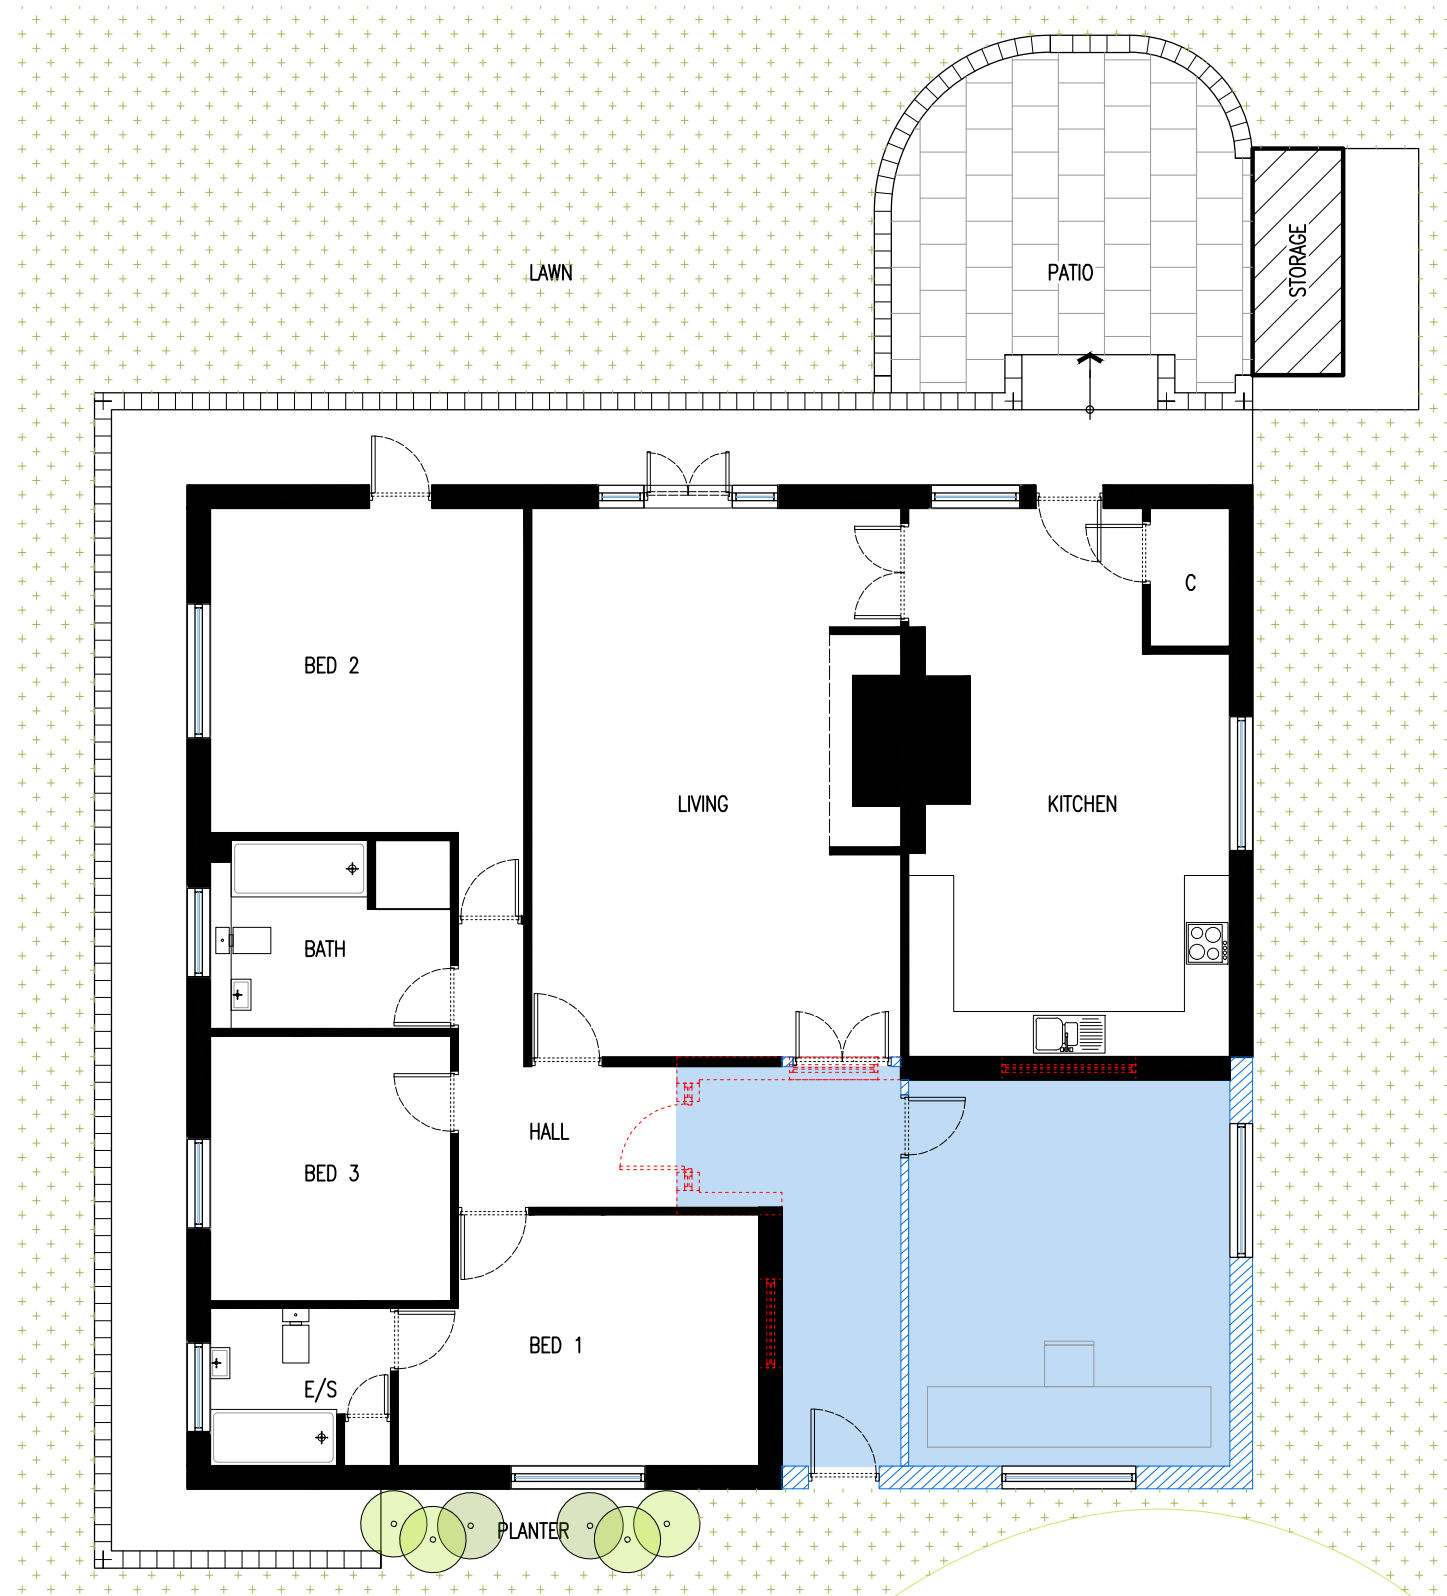 LAWN
PATIO
STORAGE
C
BED 2
LIVING
KITCHEN
BATH
HALL
BED 3
BED 1
E/S
PLANTER